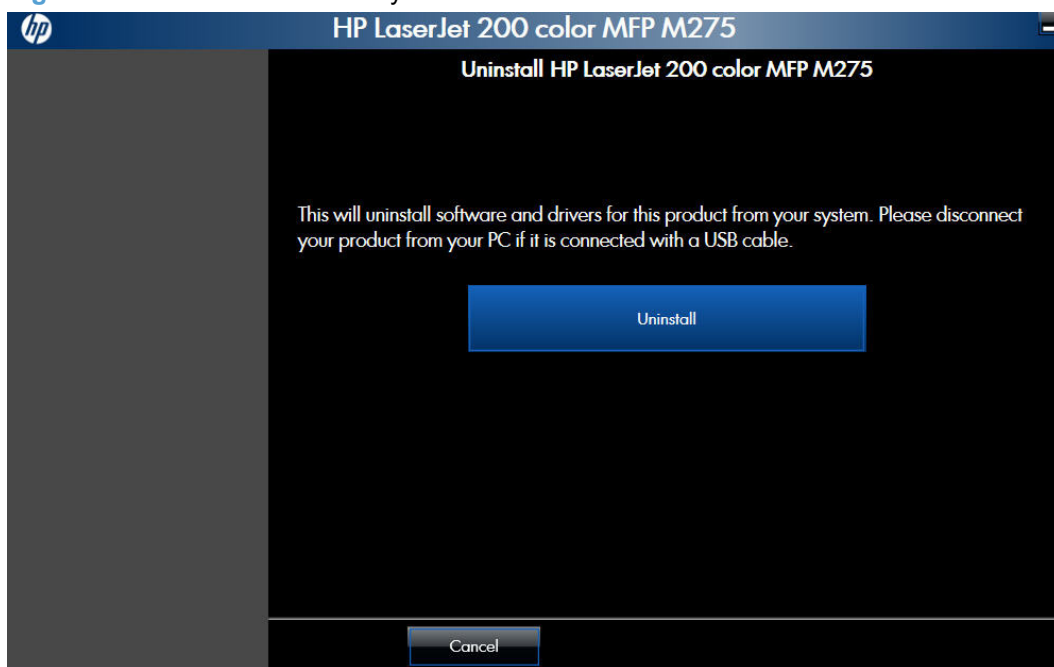 hp
HP LaserJet 200 color MFP M275
Uninstall HP LaserJet 200 color MFP M275
This will uninstall software and drivers for this product from your system. Please disconnect
your product from your PC if it is connected with a USB cable.
Uninstall
Cancel